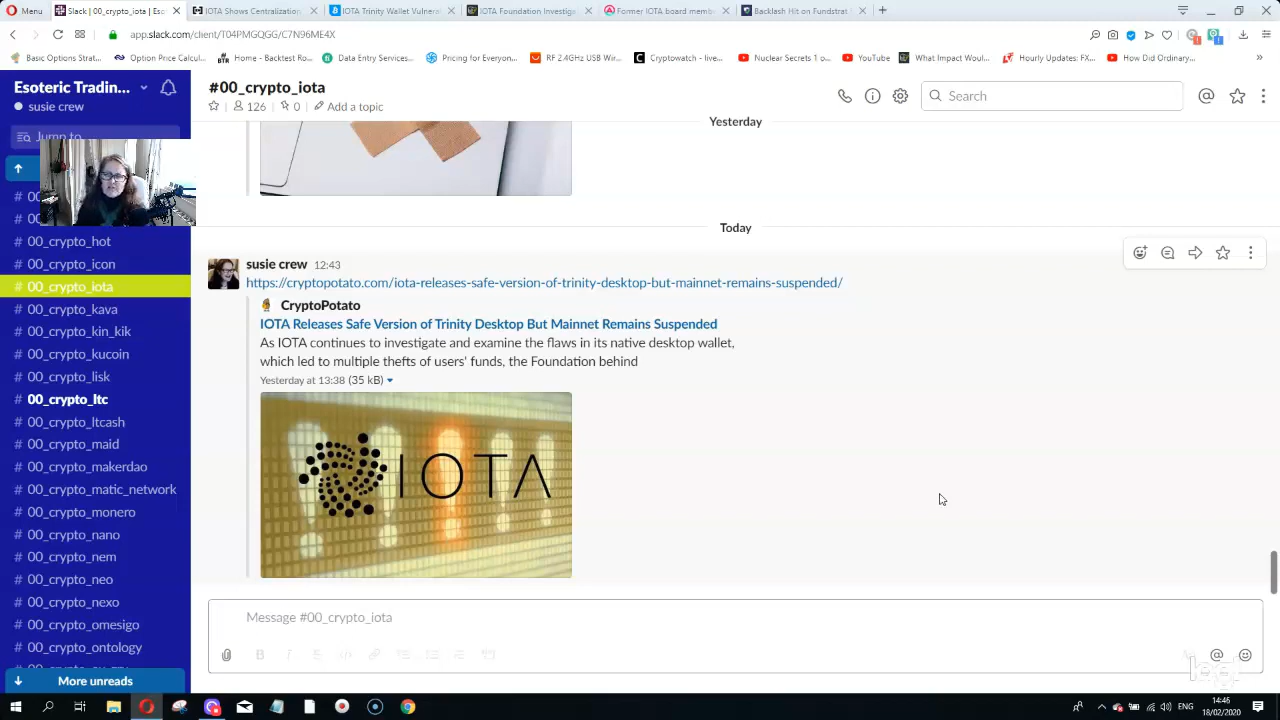 Menu
Slack | 00_crypto_iota | Es
IOTA Shows Centralization
IOTA Trinity Wallet Vulnera
IOTA Foundation Investiga
Former IOTA board membe
Backlash Hit on Fundstrat
app.slack.com/client/T04PMGQGG/C7N96ME4X
Basic Options Strat...
Option Price Calcul...
Home - Backtest Ro...
Data Entry Services...
Pricing for Everyon...
RF 2.4GHz USB Wir...
Cryptowatch - live...
Nuclear Secrets 1 o...
YouTube
What Impact Would...
Hourly Updates: FX...
How Did Ordinary...
Esoteric Tradin...
susie crew
Jump to
# 00
# 00
# 00_crypto_hot
# 00_crypto_icon
# 00_crypto_iota
# 00_crypto_kava
# 00_crypto_kin_kik
# 00_crypto_kucoin
# 00_crypto_lisk
# 00_crypto_ltc
# 00_crypto_ltcash
# 00_crypto_maid
# 00_crypto_makerdao
# 00_crypto_matic_network
# 00_crypto_monero
# 00_crypto_nano
# 00_crypto_nem
# 00_crypto_neo
# 00_crypto_nexo
# 00_crypto_omesigo
# 00_crypto_ontology
More unreads
#00_crypto_iota
126
0
Add a topic
Search
Yesterday
Today
susie crew 12:43
https://cryptopotato.com/iota-releases-safe-version-of-trinity-desktop-but-mainnet-remains-suspended/
CryptoPotato
IOTA Releases Safe Version of Trinity Desktop But Mainnet Remains Suspended
As IOTA continues to investigate and examine the flaws in its native desktop wallet,
which led to multiple thefts of users' funds, the Foundation behind
Yesterday at 13:38 (35 kB)
IOTA
Message #00_crypto_iota
ENG
14:46
18/02/2020